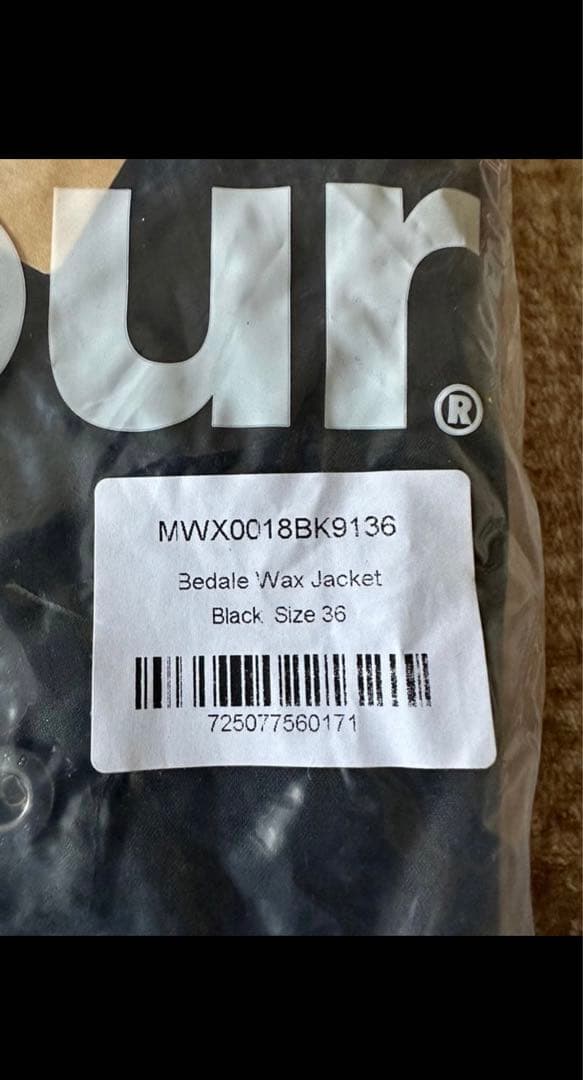 our®
MWX0018BK9136
Bedale Wax Jacket
Black Size 36
725077560171